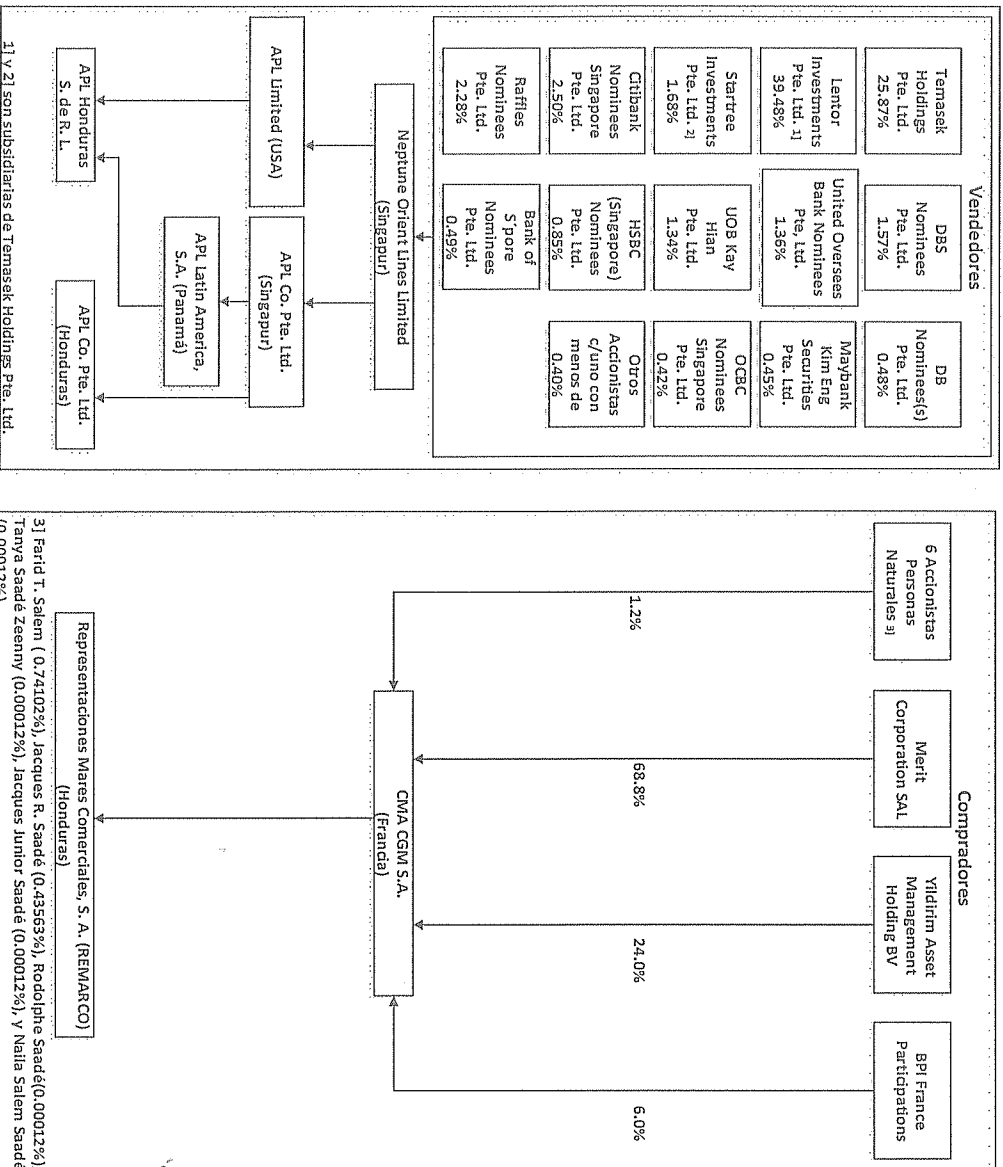 Vendedores
Temasek
Holdings
Pte. Ltd.
25.87%
DBS
Nominees
Pte. Ltd.
1.57%
DB
Nominees(s)
Pte. Ltd.
0.48%
Lentor
Investments
Pte. Ltd. 1]
39.48%
United Oversees
Bank Nominees
Pte, Ltd.
1.36%
Maybank
Kim Eng
Securities
Pte. Ltd.
0.45%
Startree
Investments
Pte. Ltd. 2]
1.68%
UOB Kay
Hian
Pte. Ltd.
1.34%
OCBC
Nominees
Singapore
Pte. Ltd.
0.42%
Citibank
Nominees
Singapore
Pte. Ltd.
2.50%
HSBC
(Singapore)
Nominees
Pte. Ltd.
0.85%
Otros
Accionistas
c/uno con
menos de
0.40%
Raffles
Nominees
Pte. Ltd.
2.28%
Bank of
S'pore
Nominees
Pte. Ltd.
0.49%
Neptune Orient Lines Limited
(Singapur)
APL Limited (USA)
APL Co. Pte. Ltd.
(Singapur)
APL Latin America,
S.A. (Panamá)
APL Honduras
S. de R. L.
APL Co. Pte. Ltd.
(Honduras)
1] y 2] son subsidiarias de Temasek Holdings Pte. Ltd.
Compradores
6 Accionistas
Personas
Naturales 3]
Merit
Corporation SAL
Yildirim Asset
Management
Holding BV
BPI France
Participations
1.2%
68.8%
24.0%
6.0%
CMA CGM S.A.
(Francia)
Representaciones Mares Comerciales, S. A. (REMARCO)
(Honduras)
3] Farid T. Salem ( 0.74102%), Jacques R. Saadé (0.43563%), Rodolphe Saadé(0.00012%),
Tanya Saadé Zeenny (0.00012%), Jacques Junior Saadé (0.00012%), y Naila Salem Saadé
(0.00012%)